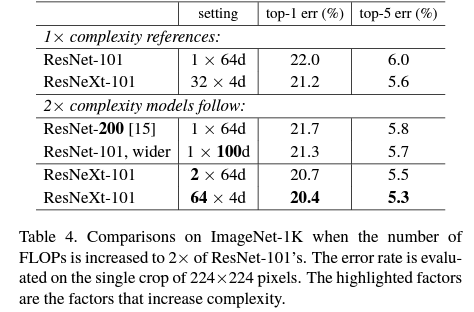 setting top-1 err (%) top-5 err (%)
1× complexity references:
ResNet-101 1 × 64d 22.0 6.0
ResNeXt-101 32 × 4d 21.2 5.6
2× complexity models follow:
ResNet-200 [15] 1 × 64d 21.7 5.8
ResNet-101, wider 1 × 100d 21.3 5.7
ResNeXt-101 2 × 64d 20.7 5.5
ResNeXt-101 64 × 4d 20.4 5.3
Table 4. Comparisons on ImageNet-1K when the number of
FLOPs is increased to 2× of ResNet-101's. The error rate is evalu-
ated on the single crop of 224×224 pixels. The highlighted factors
are the factors that increase complexity.